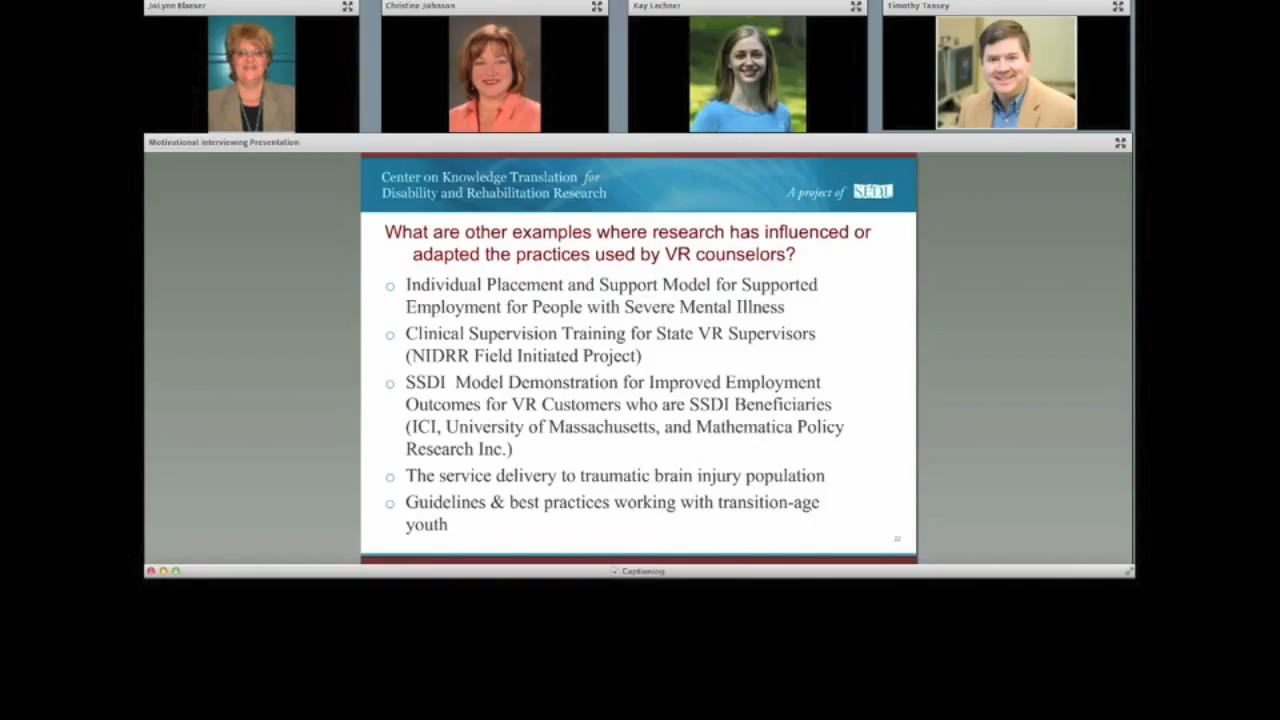 JoLynn Blaeser
Christine Johnson
Kay Lechner
Timothy Tansey
Motivational Interviewing Presentation
Center on Knowledge Translation for
Disability and Rehabilitation Research
A project of SEDL
What are other examples where research has influenced or
adapted the practices used by VR counselors?
Individual Placement and Support Model for Supported
Employment for People with Severe Mental Illness
Clinical Supervision Training for State VR Supervisors
(NIDRR Field Initiated Project)
SSDI Model Demonstration for Improved Employment
Outcomes for VR Customers who are SSDI Beneficiaries
(ICI, University of Massachusetts, and Mathematica Policy
Research Inc.)
The service delivery to traumatic brain injury population
Guidelines & best practices working with transition-age
youth
22
Captioning